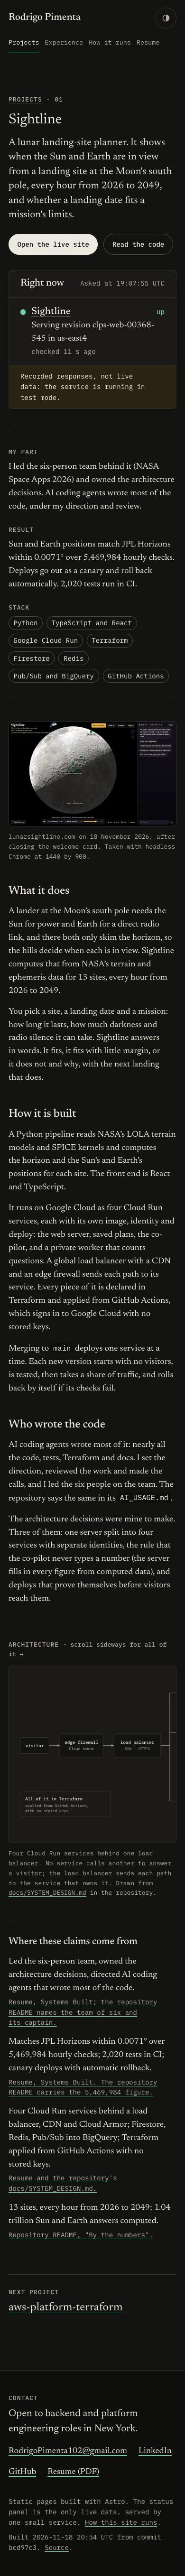 Rodrigo Pimenta
Projects Experience How it runs Resume
PROJECTS · 01
Sightline
A lunar landing-site planner. It shows
when the Sun and Earth are in view
from a landing site at the Moon's south
pole, every hour from 2026 to 2049,
and whether a landing date fits a
mission's limits.
Open the live site
Read the code
Right now
Asked at 19:07:55 UTC
Sightline
up
Serving revision clps-web-00368-
545 in us-east4
checked 11 s ago
Recorded responses, not live
data: the service is running in
test mode.
MY PART
I led the six-person team behind it (NASA
Space Apps 2026) and owned the architecture
decisions. AI coding agents wrote most of the
code, under my direction and review.
RESULT
Sun and Earth positions match JPL Horizons
within 0.0071° over 5,469,984 hourly checks.
Deploys go out as a canary and roll back
automatically. 2,020 tests run in CI.
STACK
Python
TypeScript and React
Google Cloud Run
Terraform
Firestore
Redis
Pub/Sub and BigQuery
GitHub Actions
lunarsightline.com on 18 November 2026, after
closing the welcome card. Taken with headless
Chrome at 1440 by 900.
What it does
A lander at the Moon's south pole needs the
Sun for power and Earth for a direct radio
link, and there both only skim the horizon, so
the hills decide when each is in view. Sightline
computes that from NASA's terrain and
ephemeris data for 13 sites, every hour from
2026 to 2049.
You pick a site, a landing date and a mission:
how long it lasts, how much darkness and
radio silence it can take. Sightline answers
in words. It fits, it fits with little margin, or
it does not and why, with the next landing
that does.
How it is built
A Python pipeline reads NASA's LOLA terrain
models and SPICE kernels and computes
the horizon and the Sun's and Earth's
positions for each site. The front end is React
and TypeScript.
It runs on Google Cloud as four Cloud Run
services, each with its own image, identity and
deploy: the web server, saved plans, the co-
pilot, and a private worker that counts
questions. A global load balancer with a CDN
and an edge firewall sends each path to its
service. Every piece of it is declared in
Terraform and applied from GitHub Actions,
which signs in to Google Cloud with no
stored keys.
Merging to main deploys one service at a
time. Each new version starts with no visitors,
is tested, then takes a share of traffic, and rolls
back by itself if its checks fail.
Who wrote the code
AI coding agents wrote most of it: nearly all
the code, tests, Terraform and docs. I set the
direction, reviewed the work and made the
calls, and I led the six people on the team. The
repository says the same in its AI_USAGE.md.
The architecture decisions were mine to make.
Three of them: one server split into four
services with separate identities, the rule that
the co-pilot never types a number (the server
fills in every figure from computed data), and
deploys that prove themselves before visitors
reach them.
ARCHITECTURE · scroll sideways for all of
it →
visitor
edge firewall
Cloud Armor
load balancer
CDN · HTTPS
All of it in Terraform
applied from GitHub Actions,
with no stored keys
Four Cloud Run services behind one load
balancer. No service calls another to answer
a visitor; the load balancer sends each path
to the service that owns it. Drawn from
docs/SYSTEM_DESIGN.md in the repository.
Where these claims come from
Led the six-person team, owned the
architecture decisions, directed AI coding
agents that wrote most of the code.
Resume, Systems Built; the repository
README names the team of six and
its captain.
Matches JPL Horizons within 0.0071° over
5,469,984 hourly checks; 2,020 tests in CI;
canary deploys with automatic rollback.
Resume, Systems Built. The repository
README carries the 5,469,984 figure.
Four Cloud Run services behind a load
balancer, CDN and Cloud Armor; Firestore,
Redis, Pub/Sub into BigQuery; Terraform
applied from GitHub Actions with no
stored keys.
Resume and the repository's
docs/SYSTEM_DESIGN.md.
13 sites, every hour from 2026 to 2049; 1.04
trillion Sun and Earth answers computed.
Repository README, "By the numbers".
NEXT PROJECT
aws-platform-terraform
CONTACT
Open to backend and platform
engineering roles in New York.
RodrigoPimenta102@gmail.com LinkedIn
GitHub Resume (PDF)
Static pages built with Astro. The status
panel is the only live data, served by
one small service. How this site runs.
Built 2026-11-18 20:54 UTC from commit
bcd97c3. Source.